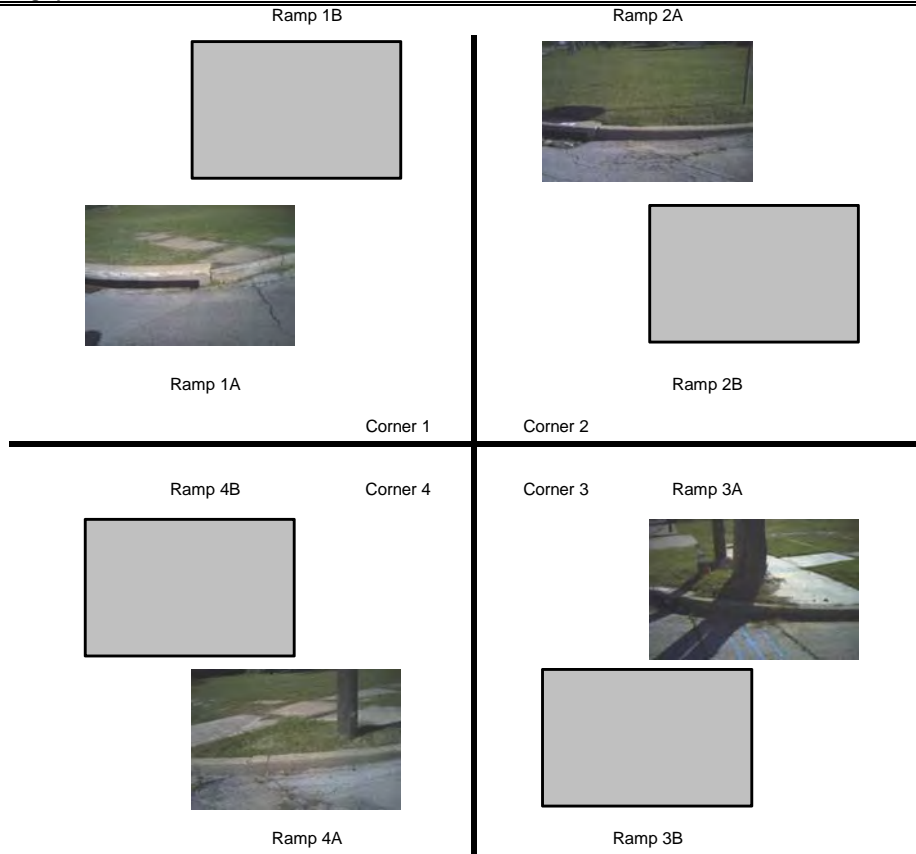 Ramp 1B Ramp 2A
Ramp 1A Ramp 2B
Corner 1 Corner 2
Ramp 4B Corner 4 Corner 3 Ramp 3A
Ramp 4A Ramp 3B